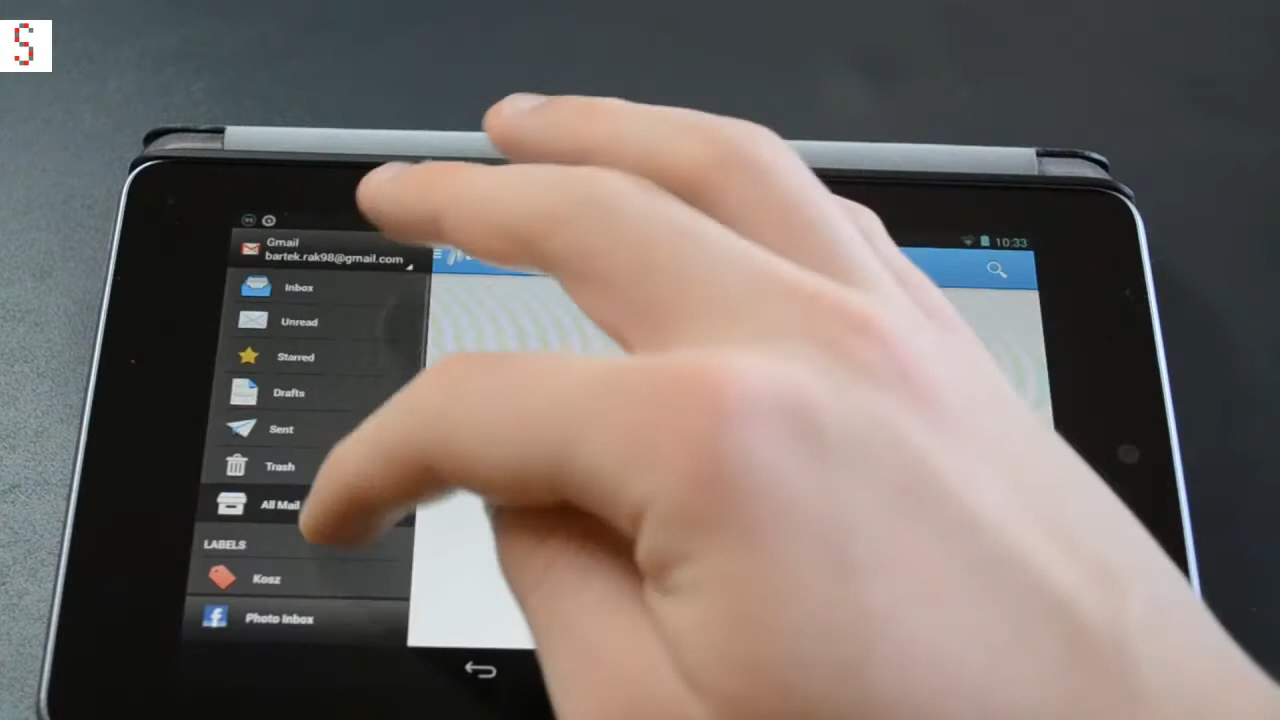 S
10:33
Gmail
bartek.rak98@gmail.com
Inbox
Unread
Starred
Drafts
Sent
Trash
All Mail
LABELS
Kosz
Photo Inbox